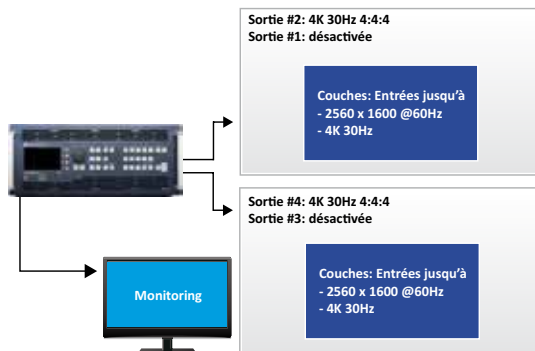 Sortie #2: 4K 30Hz 4:4:4
Sortie #1: désactivée
Couches: Entrées jusqu'à
- 2560 x 1600 @60Hz
- 4K 30Hz
Sortie #4: 4K 30Hz 4:4:4
Sortie #3: désactivée
Couches: Entrées jusqu'à
- 2560 x 1600 @60Hz
- 4K 30Hz
Monitoring